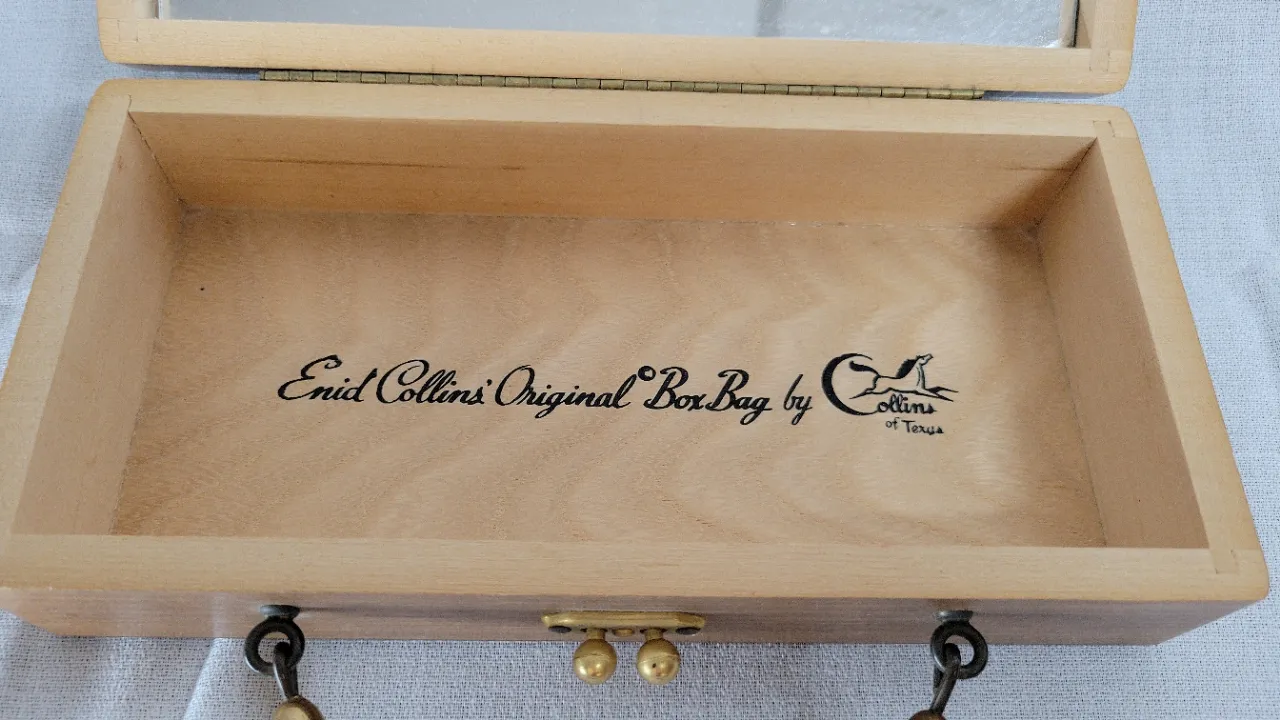 Enid Collins' Original © Box Bag by Collins
of Texas